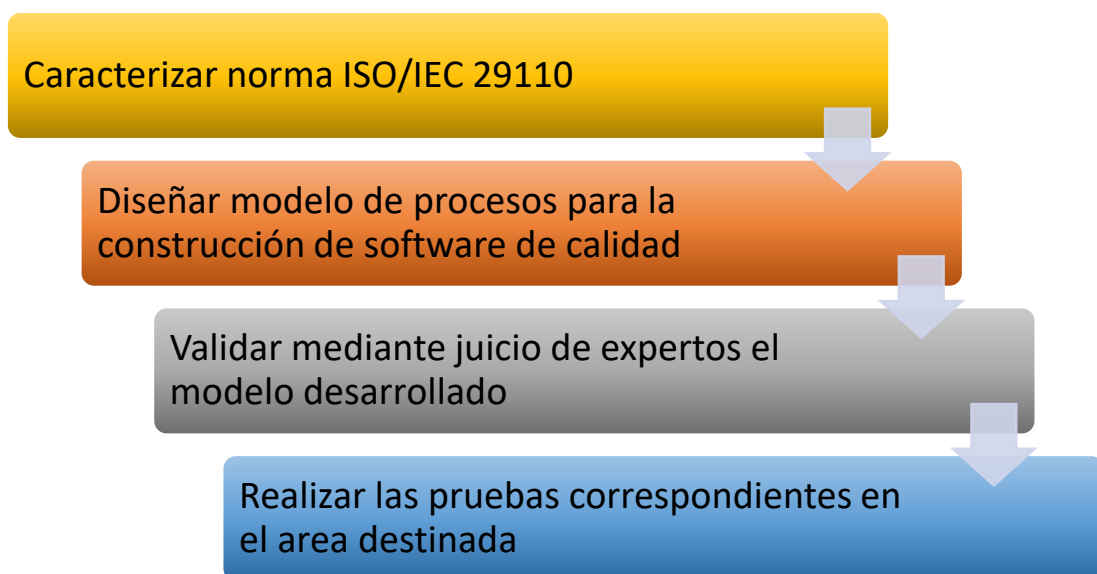 Caracterizar norma ISO/IEC 29110
Diseñar modelo de procesos para la
construcción de software de calidad
Validar mediante juicio de expertos el
modelo desarrollado
Realizar las pruebas correspondientes en
el area destinada